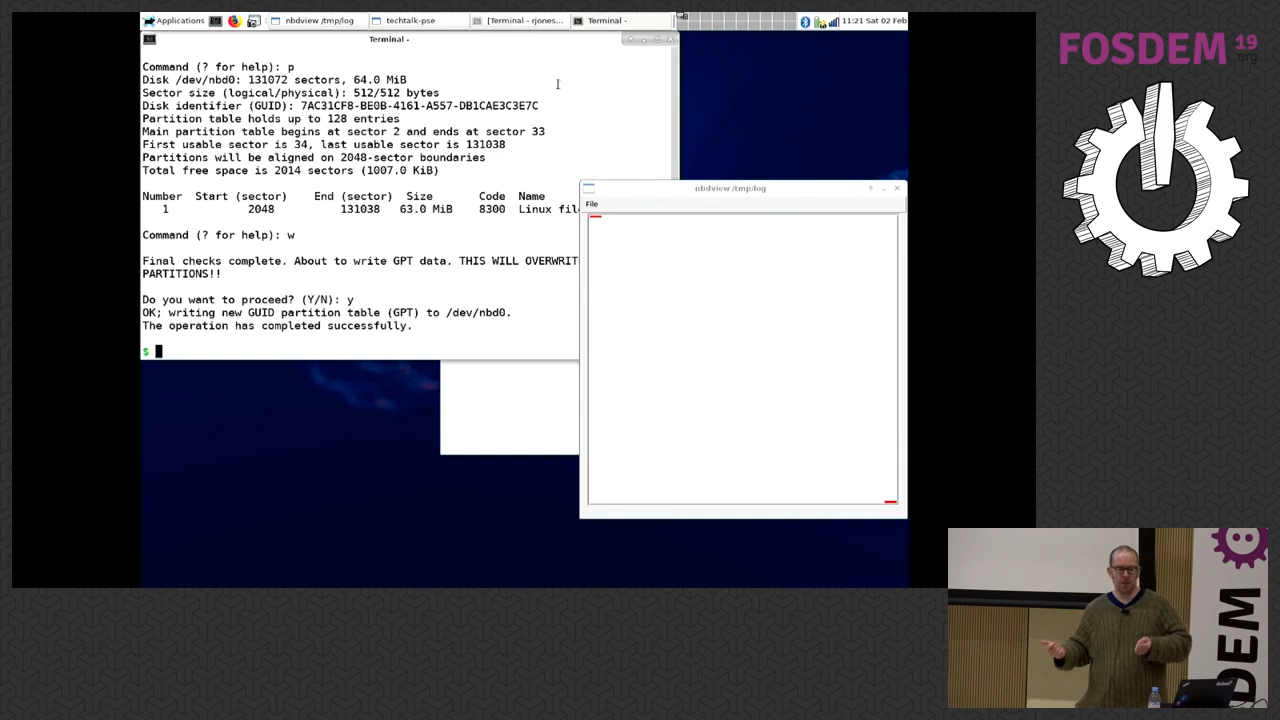 Applications
nbdview /tmp/log
techtalk-pse
[Terminal - rjones...
Terminal -
11:21 Sat 02 Feb
Terminal -
Command (? for help): p
Disk /dev/nbd0: 131072 sectors, 64.0 MiB
Sector size (logical/physical): 512/512 bytes
Disk identifier (GUID): 7AC31CF8-BE0B-4161-A557-DB1CAE3C3E7C
Partition table holds up to 128 entries
Main partition table begins at sector 2 and ends at sector 33
First usable sector is 34, last usable sector is 131038
Partitions will be aligned on 2048-sector boundaries
Total free space is 2014 sectors (1007.0 KiB)
Number Start (sector) End (sector) Size Code Name
1 2048 131038 63.0 MiB 8300 Linux file
Command (? for help): w
Final checks complete. About to write GPT data. THIS WILL OVERWRIT
PARTITIONS!!
Do you want to proceed? (Y/N): y
OK; writing new GUID partition table (GPT) to /dev/nbd0.
The operation has completed successfully.
$
nbdview /tmp/log
File
FOSDEM 19
.org
DEM